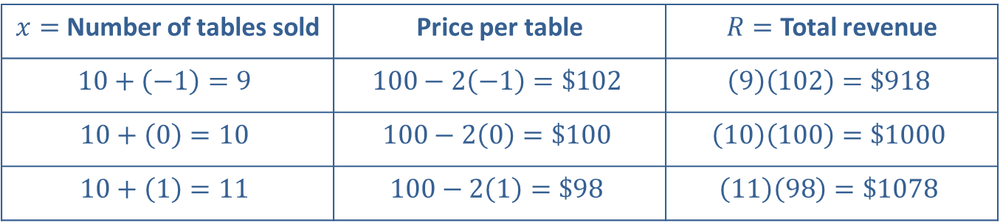 x = Number of tables sold Price per table R = Total revenue
10 + (−1) = 9 100 − 2(−1) = $102 (9)(102) = $918
10 + (0) = 10 100 − 2(0) = $100 (10)(100) = $1000
10 + (1) = 11 100 − 2(1) = $98 (11)(98) = $1078